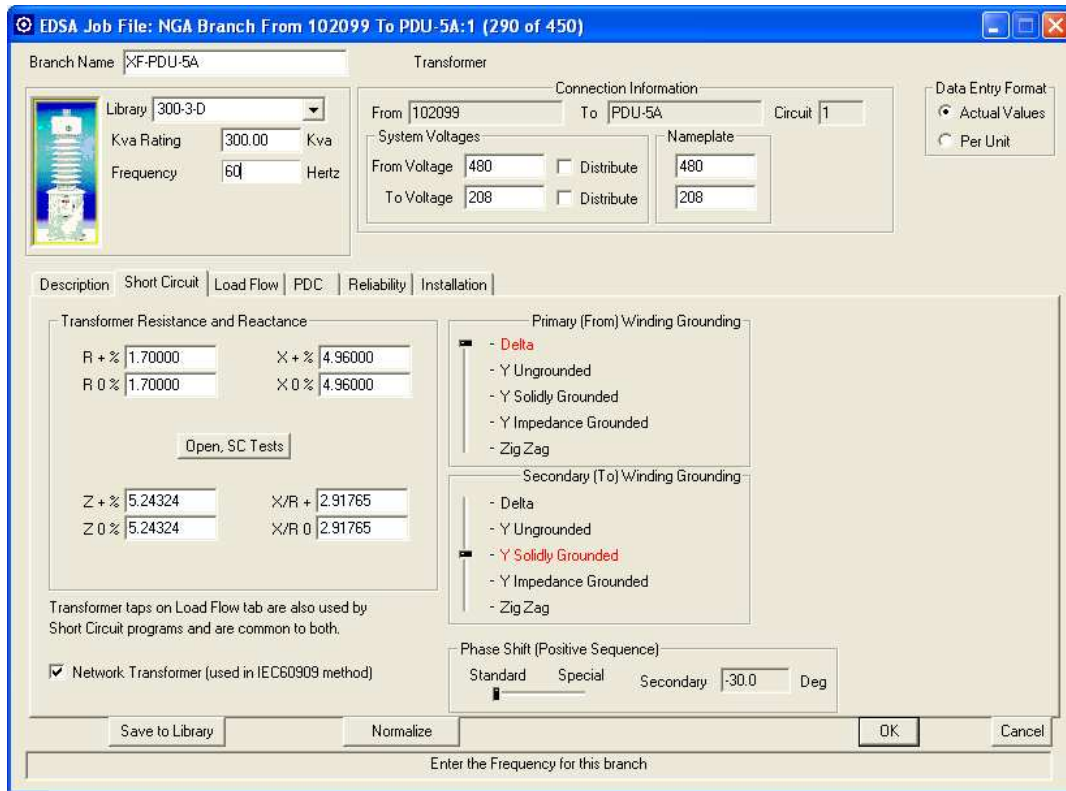 EDSA Job File: NGA Branch From 102099 To PDU-5A:1 (290 of 450)
Branch Name XF-PDU-5A Transformer
Library 300-3-D
Kva Rating 300.00 Kva
Frequency 60 Hertz
Connection Information
From 102099 To PDU-5A Circuit 1
System Voltages
From Voltage 480 Distribute
To Voltage 208 Distribute
Nameplate
480
208
Data Entry Format
Actual Values
Per Unit
Description Short Circuit Load Flow PDC Reliability Installation
Transformer Resistance and Reactance
R + % 1.70000 X + % 4.96000
R 0 % 1.70000 X 0 % 4.96000
Open, SC Tests
Z + % 5.24324 X/R + 2.91765
Z 0 % 5.24324 X/R 0 2.91765
Transformer taps on Load Flow tab are also used by
Short Circuit programs and are common to both.
Network Transformer (used in IEC60909 method)
Primary (From) Winding Grounding
- Delta
- Y Ungrounded
- Y Solidly Grounded
- Y Impedance Grounded
- Zig Zag
Secondary (To) Winding Grounding
- Delta
- Y Ungrounded
- Y Solidly Grounded
- Y Impedance Grounded
- Zig Zag
Phase Shift (Positive Sequence)
Standard Special Secondary -30.0 Deg
Save to Library Normalize OK Cancel
Enter the Frequency for this branch